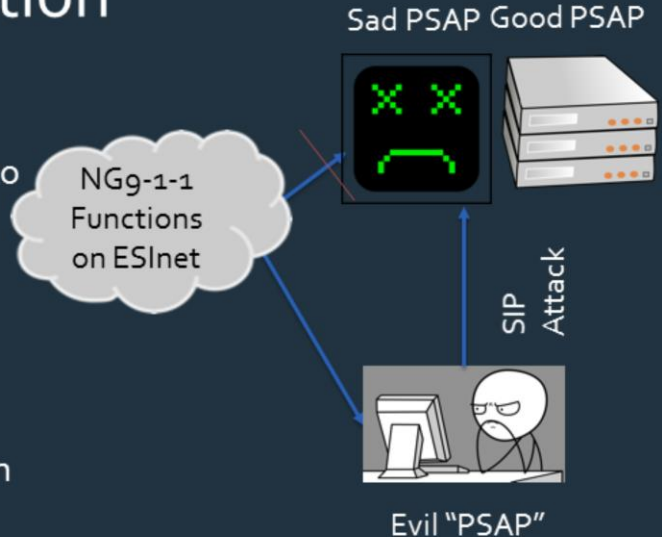 Sad PSAP Good PSAP
NG9-1-1
Functions
on ESInet
SIP
Attack
Evil “PSAP”